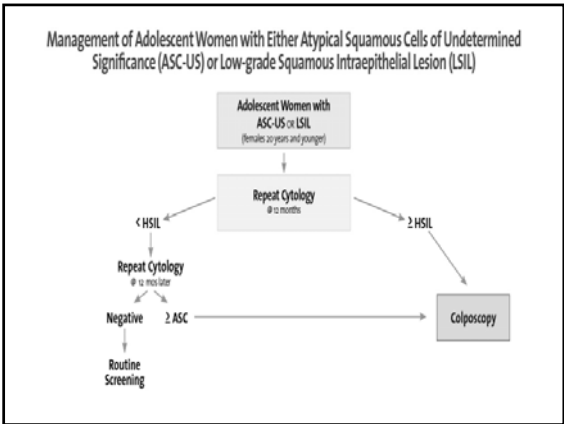 Management of Adolescent Women with Either Atypical Squamous Cells of Undetermined
Significance (ASC-US) or Low-grade Squamous Intraepithelial Lesion (LSIL)
Adolescent Women with
ASC-US OR LSIL
(females 20 years and younger)
Repeat Cytology
@ 12 months
< HSIL
≥ HSIL
Repeat Cytology
@ 12 mos later
Negative
≥ ASC
Colposcopy
Routine
Screening